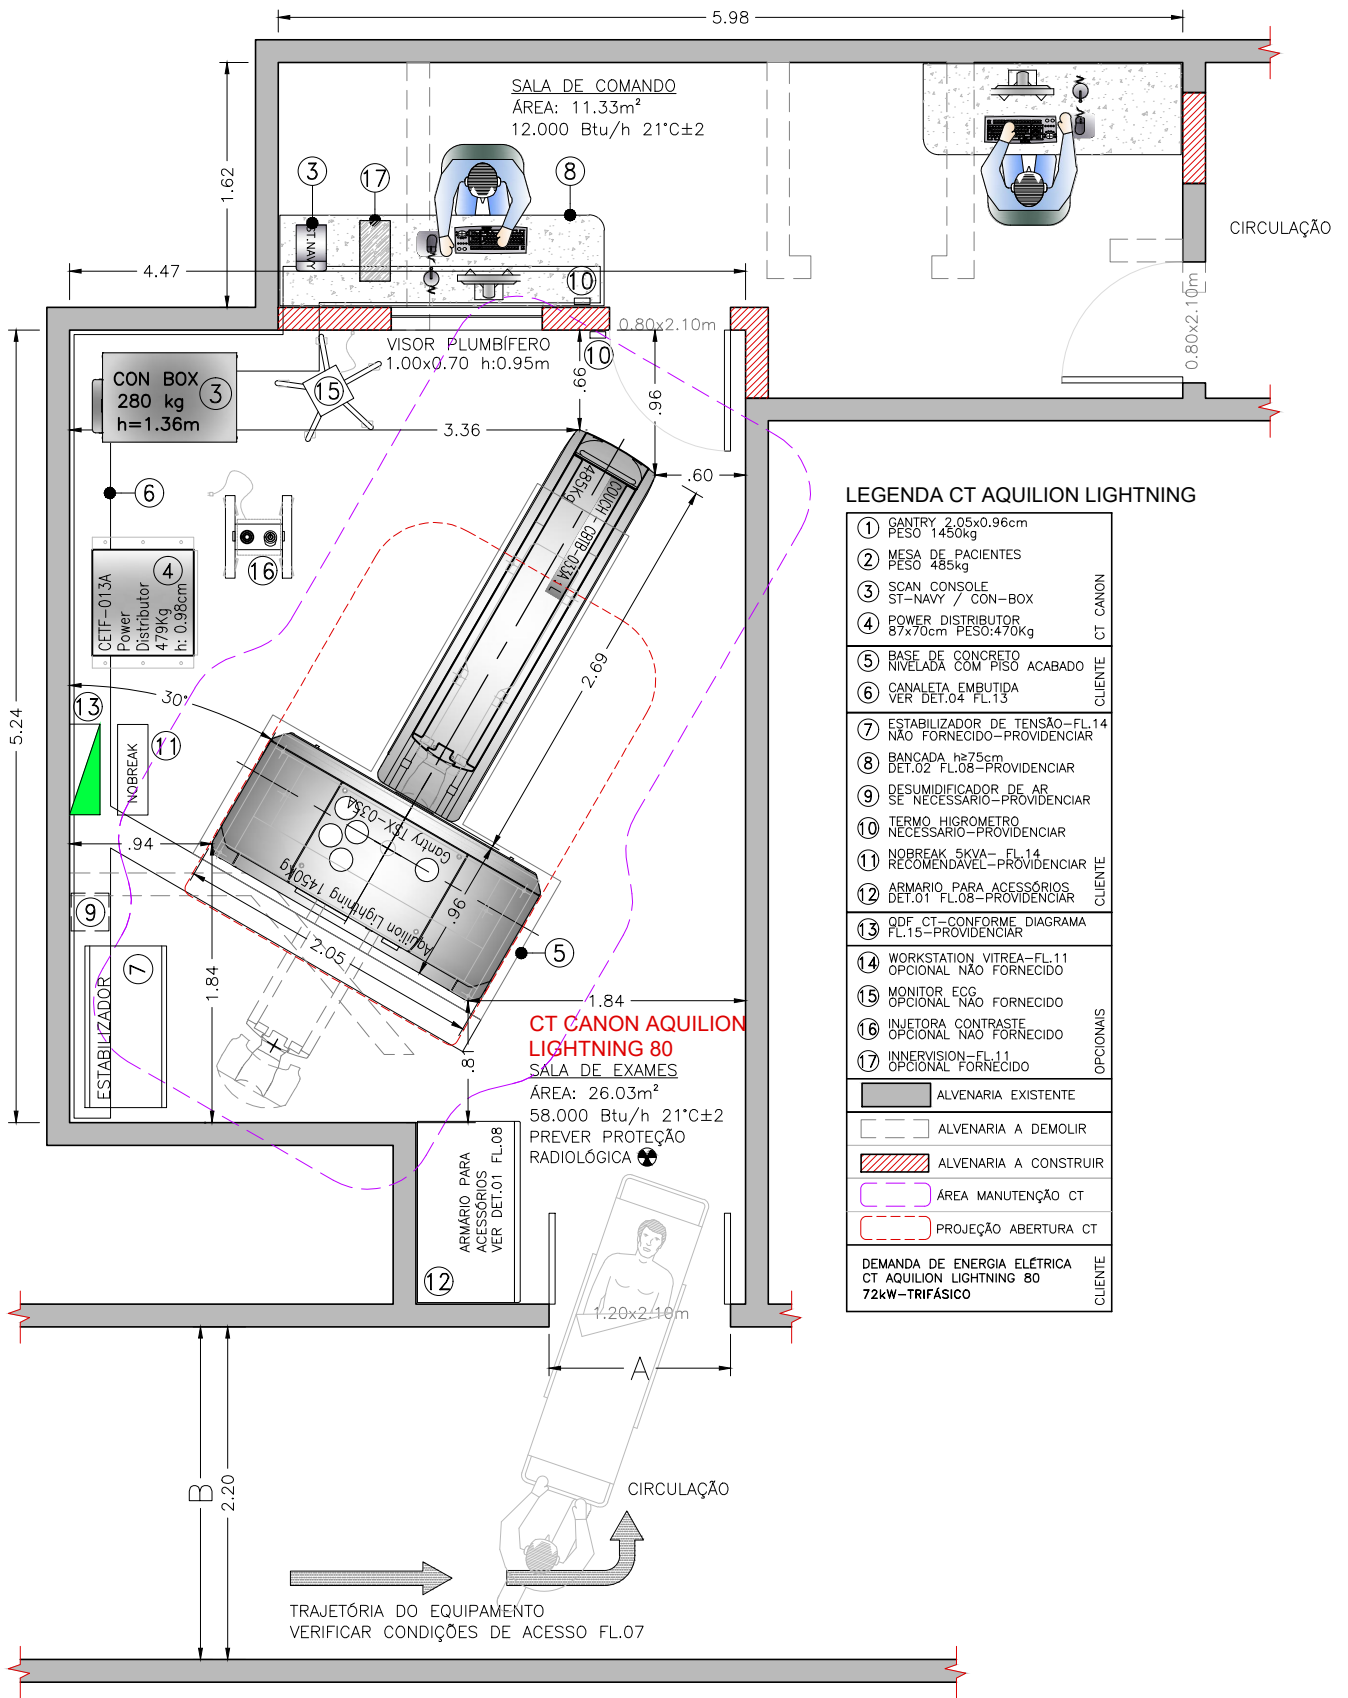 5.98
CIRCULAÇÃO
SALA DE COMANDO
ÁREA: 11.33m²
12.000 Btu/h 21°C±2
1.62
3
17
8
ST.NAVY
10
CIRCULAÇÃO
4.47
0.80x2.10m
0.80x2.10m
VISOR PLUMBÍFERO
1.00x0.70 h:0.95m
10
.66
.96
CON BOX
280 kg
h=1.36m
3
15
3.36
.60
6
16
485Kg
COUCH - CBTB-033A
CETF-013A
Power
Distributor
479Kg
h: 0.98cm
4
2.69
30°
13
11
NOBREAK
5.24
.94
Gantry TSX-035A
Aquilion Lightning 1450Kg
.96
2.05
9
7
ESTABILIZADOR
5
1.84
1.84
.81
CT CANON AQUILION
LIGHTNING 80
SALA DE EXAMES
ÁREA: 26.03m²
58.000 Btu/h 21°C±2
PREVER PROTEÇÃO
RADIOLÓGICA
ARMÁRIO PARA
ACESSÓRIOS
VER DET.01 FL.08
12
1.20x2.10m
A
B
2.20
CIRCULAÇÃO
TRAJETÓRIA DO EQUIPAMENTO
VERIFICAR CONDIÇÕES DE ACESSO FL.07
LEGENDA CT AQUILION LIGHTNING
1 GANTRY 2.05x0.96cm
PESO 1450kg
2 MESA DE PACIENTES
PESO 485kg
3 SCAN CONSOLE
ST-NAVY / CON-BOX
4 POWER DISTRIBUTOR
87x70cm PESO:470Kg
CT CANON
5 BASE DE CONCRETO
NIVELADA COM PISO ACABADO
6 CANALETA EMBUTIDA
VER DET.04 FL.13
CLIENTE
7 ESTABILIZADOR DE TENSÃO-FL.14
NÃO FORNECIDO-PROVIDENCIAR
8 BANCADA h≥75cm
DET.02 FL.08-PROVIDENCIAR
9 DESUMIDIFICADOR DE AR
SE NECESSÁRIO-PROVIDENCIAR
10 TERMO HIGROMETRO
NECESSÁRIO-PROVIDENCIAR
11 NOBREAK 5KVA- FL.14
RECOMENDÁVEL-PROVIDENCIAR
12 ARMARIO PARA ACESSÓRIOS
DET.01 FL.08-PROVIDENCIAR
CLIENTE
13 QDF CT-CONFORME DIAGRAMA
FL.15-PROVIDENCIAR
14 WORKSTATION VITREA-FL.11
OPCIONAL NÃO FORNECIDO
15 MONITOR ECG
OPCIONAL NÃO FORNECIDO
16 INJETORA CONTRASTE
OPCIONAL NÃO FORNECIDO
17 INNERVISION-FL.11
OPCIONAL FORNECIDO
OPCIONAIS
ALVENARIA EXISTENTE
ALVENARIA A DEMOLIR
ALVENARIA A CONSTRUIR
ÁREA MANUTENÇÃO CT
PROJEÇÃO ABERTURA CT
DEMANDA DE ENERGIA ELÉTRICA
CT AQUILION LIGHTNING 80
72kW-TRIFÁSICO
CLIENTE